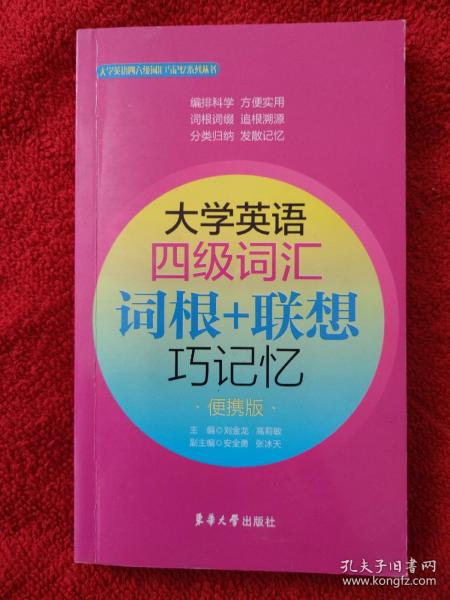 大学英语四六级词汇巧记忆系列丛书
编排科学 方便实用
词根词缀 追根溯源
分类归纳 发散记忆
大学英语
四级词汇
词根+联想
巧记忆
·便携版·
主 编◎刘金龙 高莉敏
副主编◎安全勇 张冰天
东华大学出版社
孔夫子旧书网
www.kongfz.com